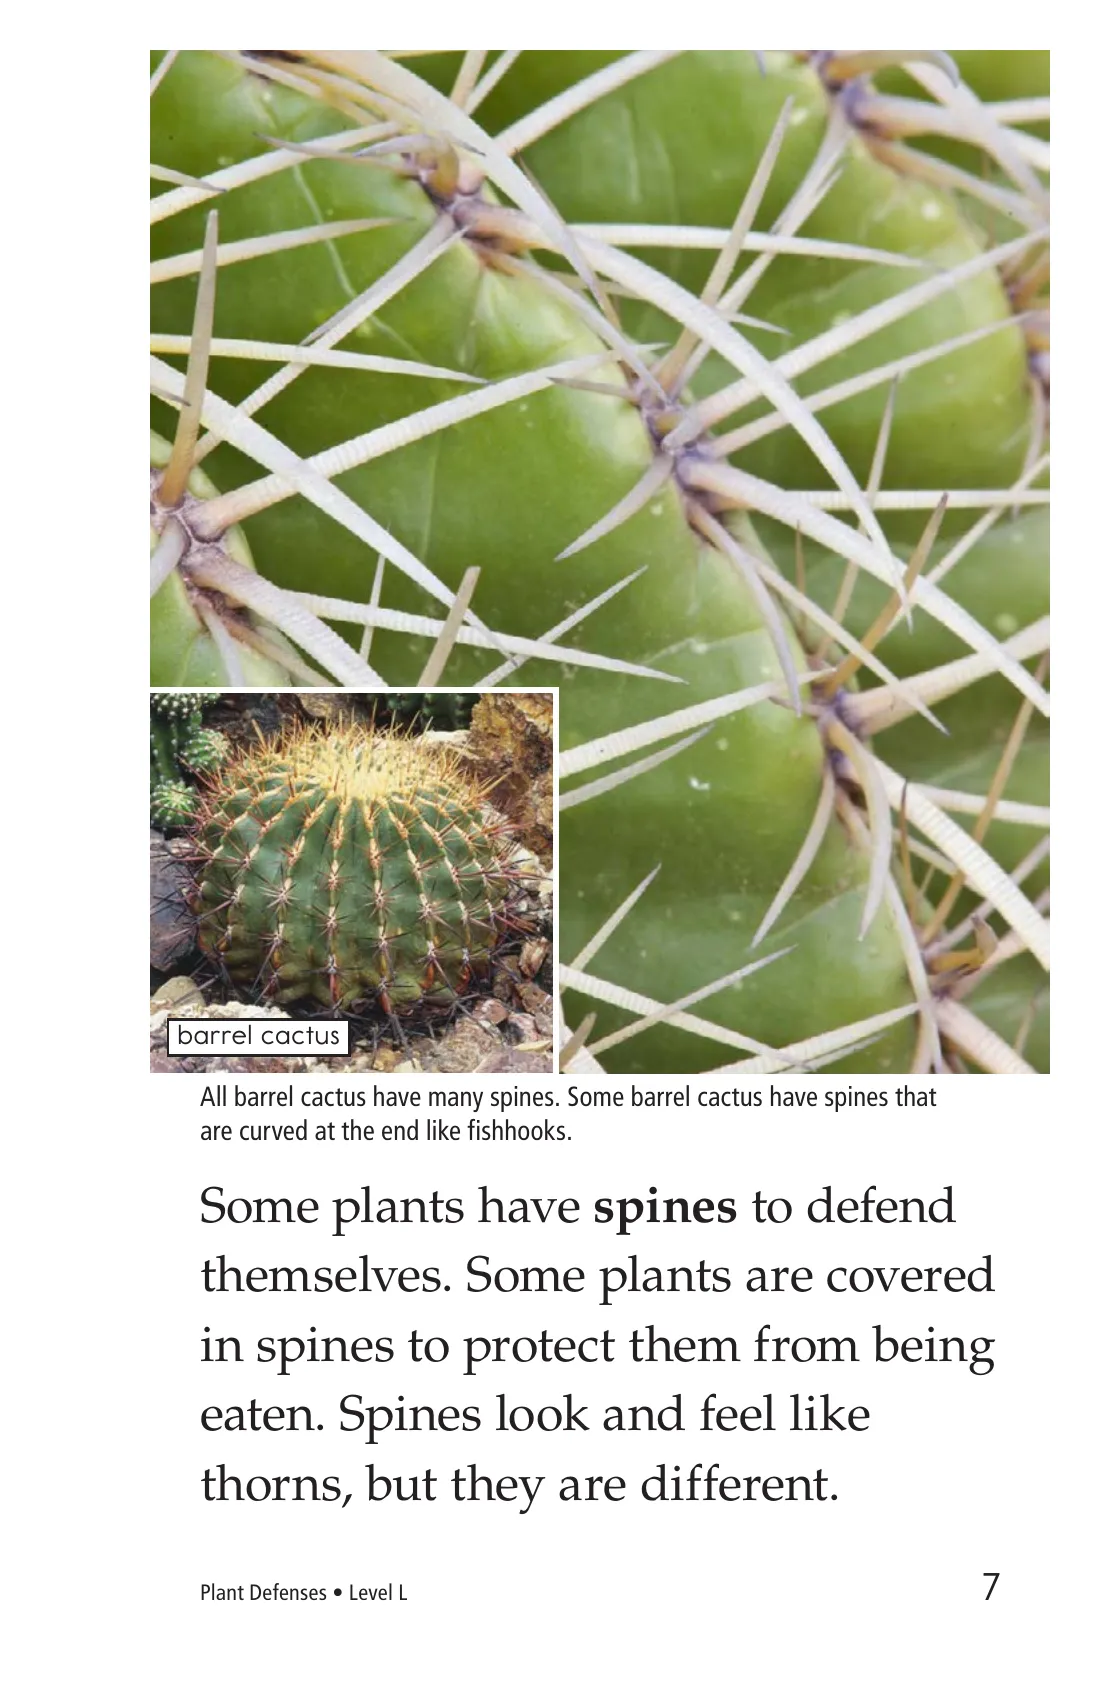 barrel cactus
All barrel cactus have many spines. Some barrel cactus have spines that
are curved at the end like fishhooks.
Some plants have spines to defend
themselves. Some plants are covered
in spines to protect them from being
eaten. Spines look and feel like
thorns, but they are different.
Plant Defenses • Level L
7